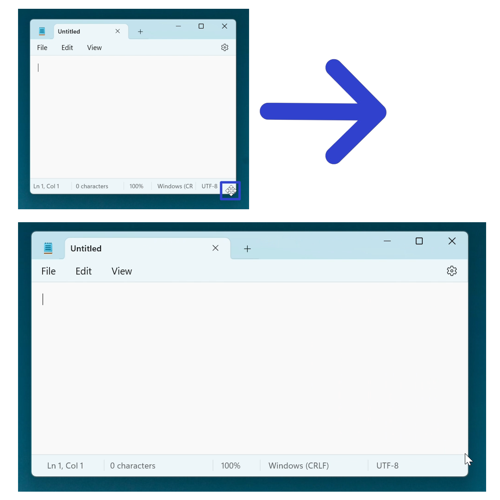 Untitled
File Edit View
Ln 1, Col 1 0 characters 100% Windows (CR UTF-8
Untitled
File Edit View
Ln 1, Col 1 0 characters 100% Windows (CRLF) UTF-8